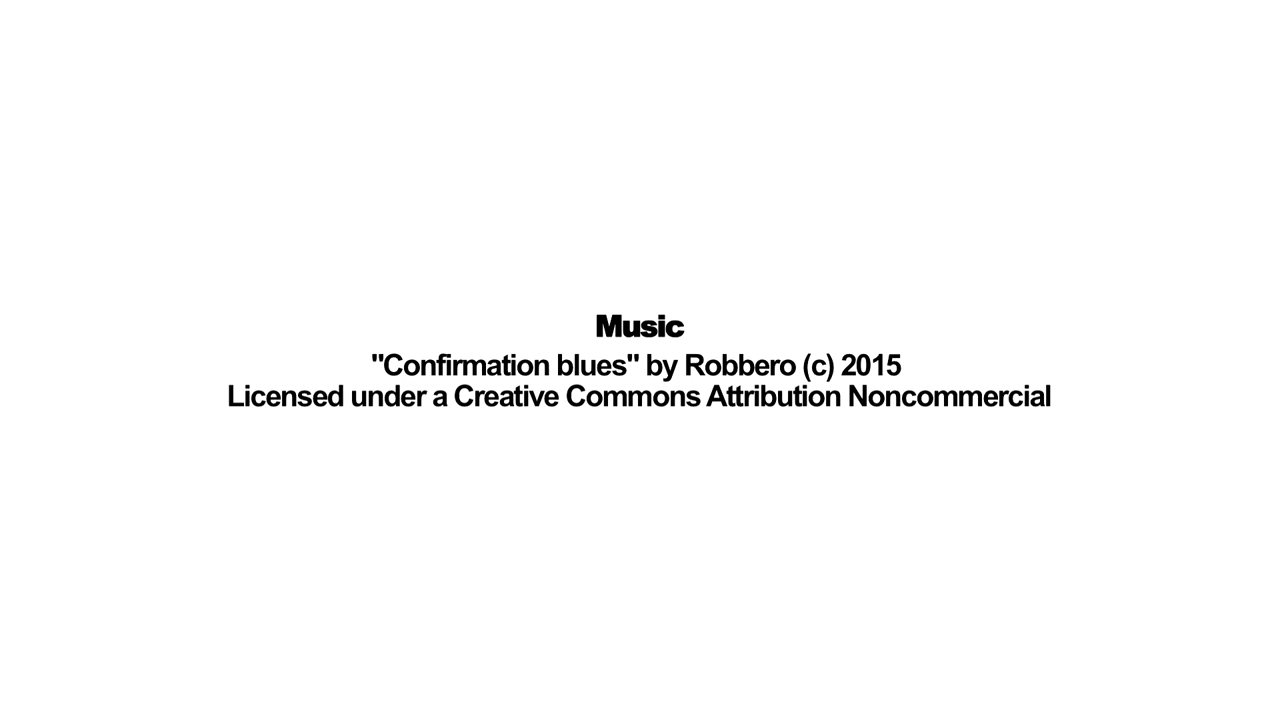 Music
"Confirmation blues" by Robbero (c) 2015
Licensed under a Creative Commons Attribution Noncommercial